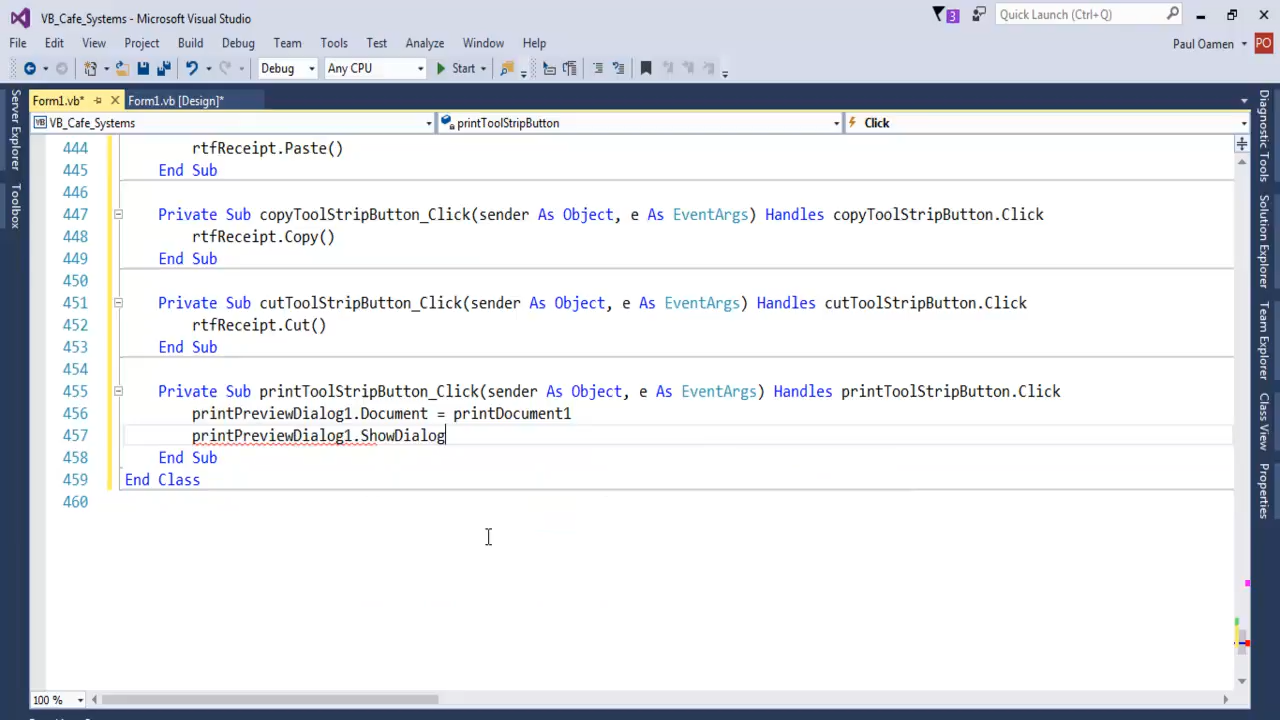 VB_Cafe_Systems - Microsoft Visual Studio
3
Quick Launch (Ctrl+Q)
File Edit View Project Build Debug Team Tools Test Analyze Window Help
Paul Oamen
PO
Debug Any CPU Start
Form1.vb* Form1.vb [Design]*
VB_Cafe_Systems printToolStripButton Click
444 rtfReceipt.Paste()
445 End Sub
446
447 Private Sub copyToolStripButton_Click(sender As Object, e As EventArgs) Handles copyToolStripButton.Click
448 rtfReceipt.Copy()
449 End Sub
450
451 Private Sub cutToolStripButton_Click(sender As Object, e As EventArgs) Handles cutToolStripButton.Click
452 rtfReceipt.Cut()
453 End Sub
454
455 Private Sub printToolStripButton_Click(sender As Object, e As EventArgs) Handles printToolStripButton.Click
456 printPreviewDialog1.Document = printDocument1
457 printPreviewDialog1.ShowDialog
458 End Sub
459 End Class
460
100 %
Server Explorer
Toolbox
Diagnostic Tools
Solution Explorer
Team Explorer
Class View
Properties